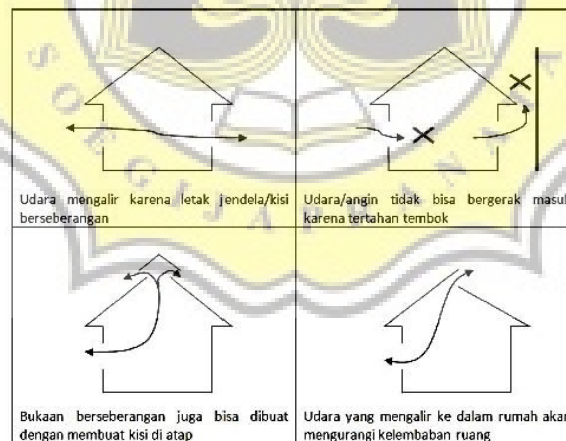 SOEGIJAPRANATA
Udara mengalir karena letak jendela/kisi
berseberangan
Udara/angin tidak bisa bergerak masuk
karena tertahan tembok
Bukaan berseberangan juga bisa dibuat
dengan membuat kisi di atap
Udara yang mengalir ke dalam rumah akan
mengurangi kelembaban ruang